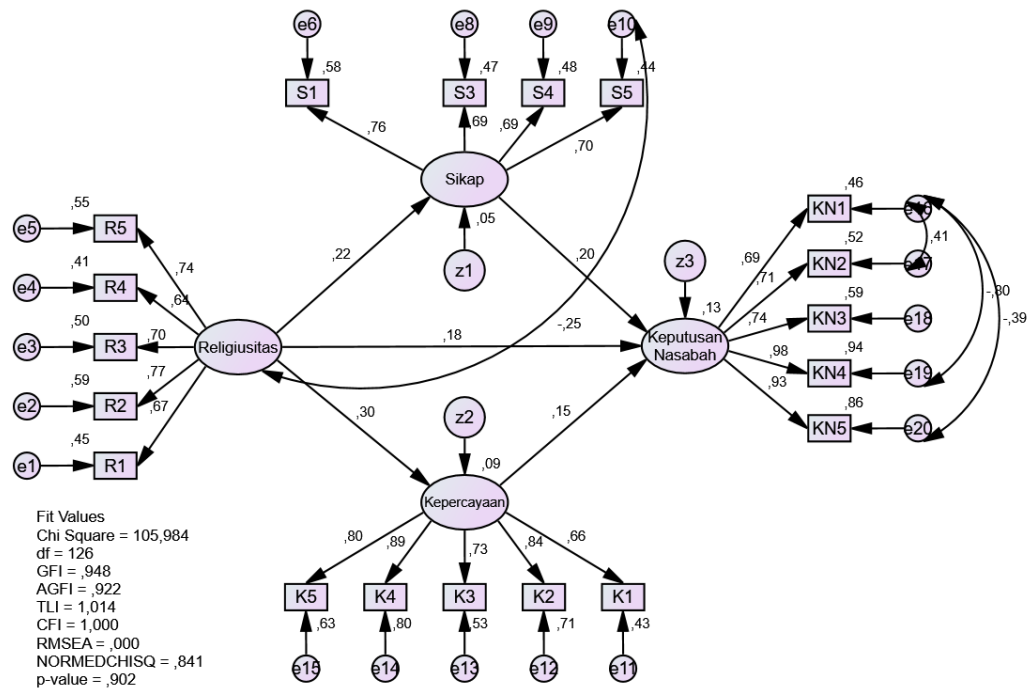 e6
e8
e9
e10
,58
,47
,48
,44
S1
S3
S4
S5
,76
,69
,69
,70
Sikap
,05
z1
,55
e5
R5
,41
e4
R4
,50
e3
R3
,59
e2
R2
,45
e1
R1
,74
,64
,70
,77
,67
Religiusitas
,22
,20
,18
-,25
,30
,15
z3
,13
Keputusan
Nasabah
,46
KN1
,52
KN2
e17
,59
KN3
e18
,94
KN4
e19
,86
KN5
e20
,69
,71
,74
,98
,93
,41
-,39
z2
,09
Kepercayaan
,80
,89
,73
,84
,66
K5
K4
K3
K2
K1
,63
,80
,53
,71
,43
e15
e14
e13
e12
e11
Fit Values
Chi Square = 105,984
df = 126
GFI = ,948
AGFI = ,922
TLI = 1,014
CFI = 1,000
RMSEA = ,000
NORMEDCHISQ = ,841
p-value = ,902